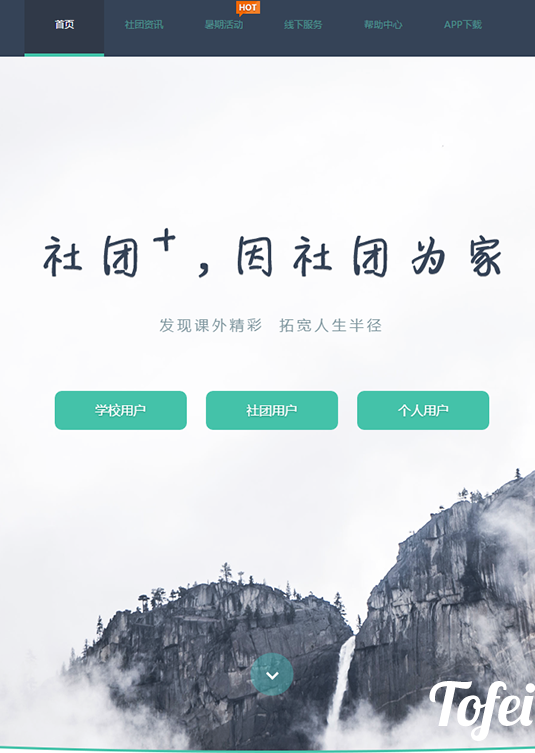 HOT
首页 社团资讯 暑期活动 线下服务 帮助中心 APP下载
社团+，因社团为家
发现课外精彩 拓宽人生半径
学校用户 社团用户 个人用户
Tofei